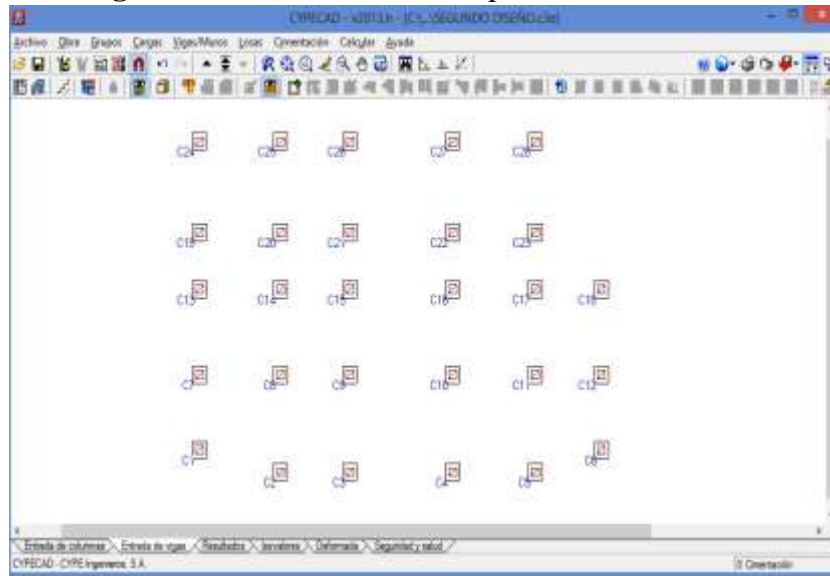 CYPECAD - v2013.h - [C:\...\SEGUNDO DISEÑO.c3e]
Archivo Obra Grupos Cargas Vigas/Muros Losas Cimentación Calcular Ayuda
C24 C25 C26 C27 C28
C19 C20 C21 C22 C23
C13 C14 C15 C16 C17 C18
C7 C8 C9 C10 C11 C12
C1 C2 C3 C4 C5 C6
Entrada de columnas Entrada de vigas Resultados Isovalores Deformada Seguridad y salud
CYPECAD - CYPE Ingenieros, S.A. 0 Cimentación